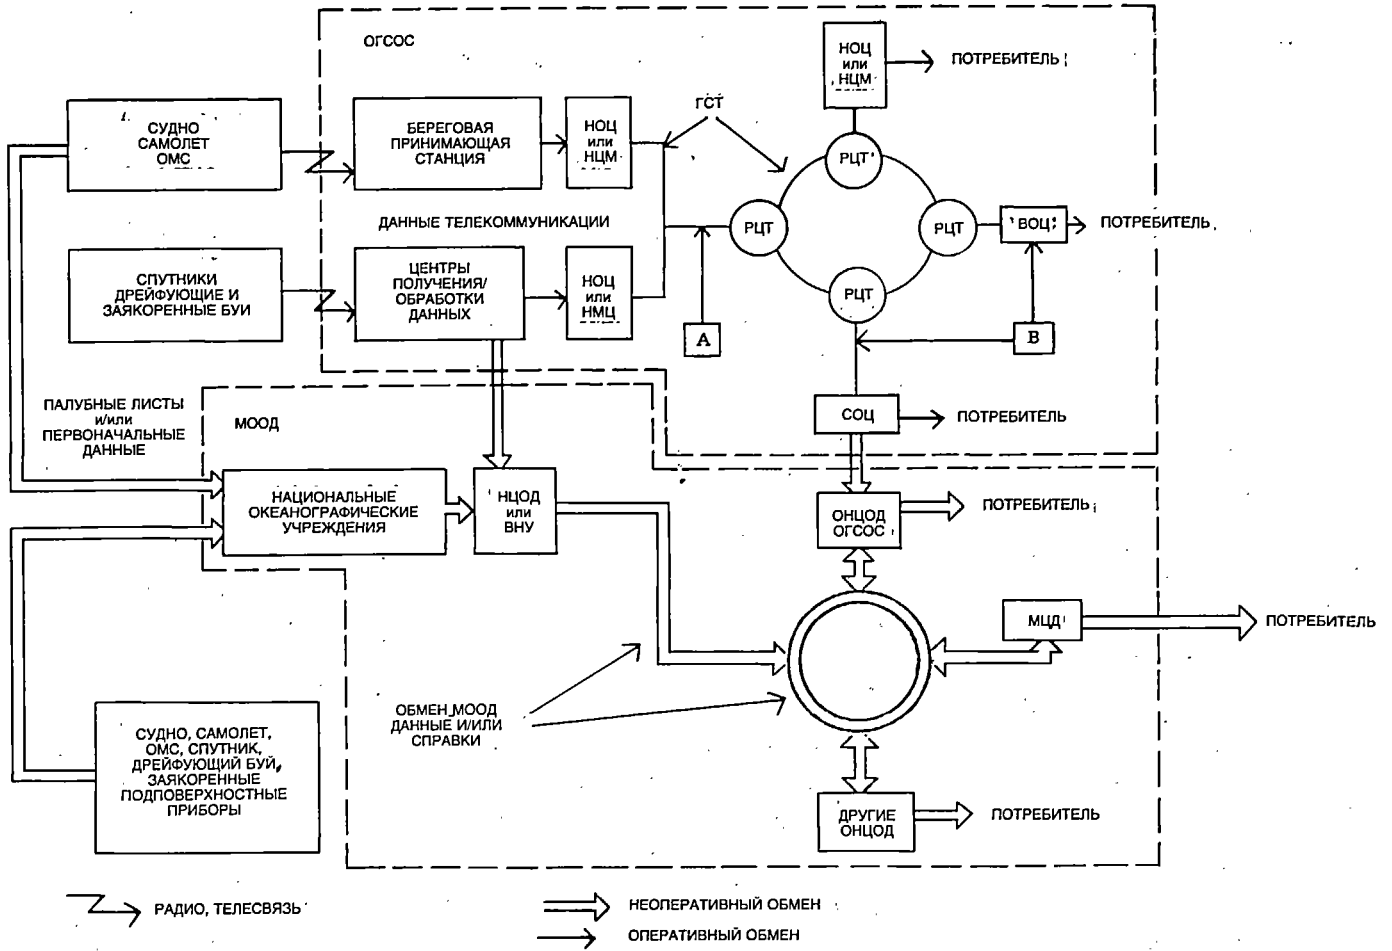 ОГСОС
НОЦ
или
НЦМ
ПОТРЕБИТЕЛЬ
ГСТ
СУДНО
САМОЛЕТ
ОМС
БЕРЕГОВАЯ
ПРИНИМАЮЩАЯ
СТАНЦИЯ
НОЦ
или
НЦМ
РЦТ
ДАННЫЕ ТЕЛЕКОММУНИКАЦИИ
РЦТ
РЦТ
ВОЦ
ПОТРЕБИТЕЛЬ
СПУТНИКИ
ДРЕЙФУЮЩИЕ И
ЗАЯКОРЕННЫЕ БУИ
ЦЕНТРЫ
ПОЛУЧЕНИЯ/
ОБРАБОТКИ
ДАННЫХ
НОЦ
или
НМЦ
РЦТ
A
B
ПАЛУБНЫЕ ЛИСТЫ
и/или
ПЕРВОНАЧАЛЬНЫЕ
ДАННЫЕ
МООД
СОЦ
ПОТРЕБИТЕЛЬ
НАЦИОНАЛЬНЫЕ
ОКЕАНОГРАФИЧЕСКИЕ
УЧРЕЖДЕНИЯ
НЦОД
или
ВНУ
ОНЦОД
ОГСОС
ПОТРЕБИТЕЛЬ
МЦД
ПОТРЕБИТЕЛЬ
ОБМЕН МООД
ДАННЫЕ И/ИЛИ
СПРАВКИ
СУДНО, САМОЛЕТ,
ОМС, СПУТНИК,
ДРЕЙФУЮЩИЙ БУЙ,
ЗАЯКОРЕННЫЕ
ПОДПОВЕРХНОСТНЫЕ
ПРИБОРЫ
ДРУГИЕ
ОНЦОД
ПОТРЕБИТЕЛЬ
РАДИО, ТЕЛЕСВЯЗЬ
НЕОПЕРАТИВНЫЙ ОБМЕН
ОПЕРАТИВНЫЙ ОБМЕН